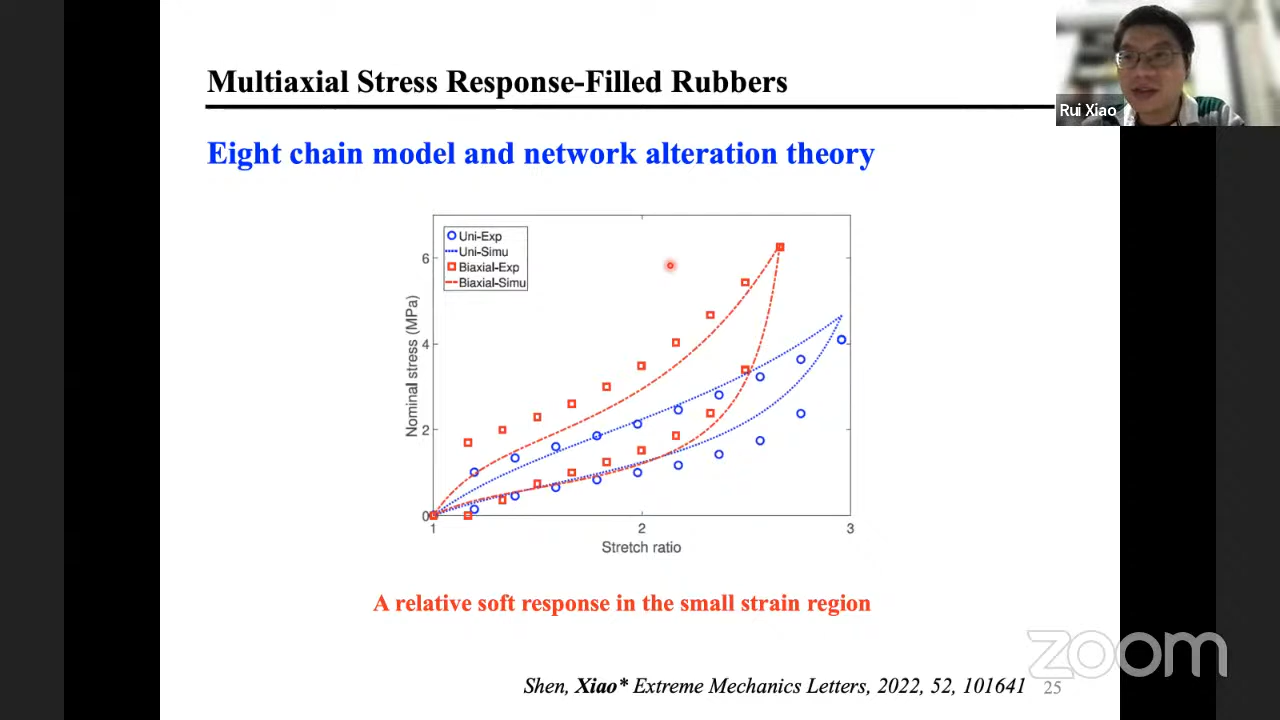 Multiaxial Stress Response-Filled Rubbers
Rui Xiao
Eight chain model and network alteration theory
Uni-Exp
Uni-Simu
Biaxial-Exp
Biaxial-Simu
6
4
2
0
1
2
3
Nominal stress (MPa)
Stretch ratio
A relative soft response in the small strain region
zoom
Shen, Xiao* Extreme Mechanics Letters, 2022, 52, 101641
25